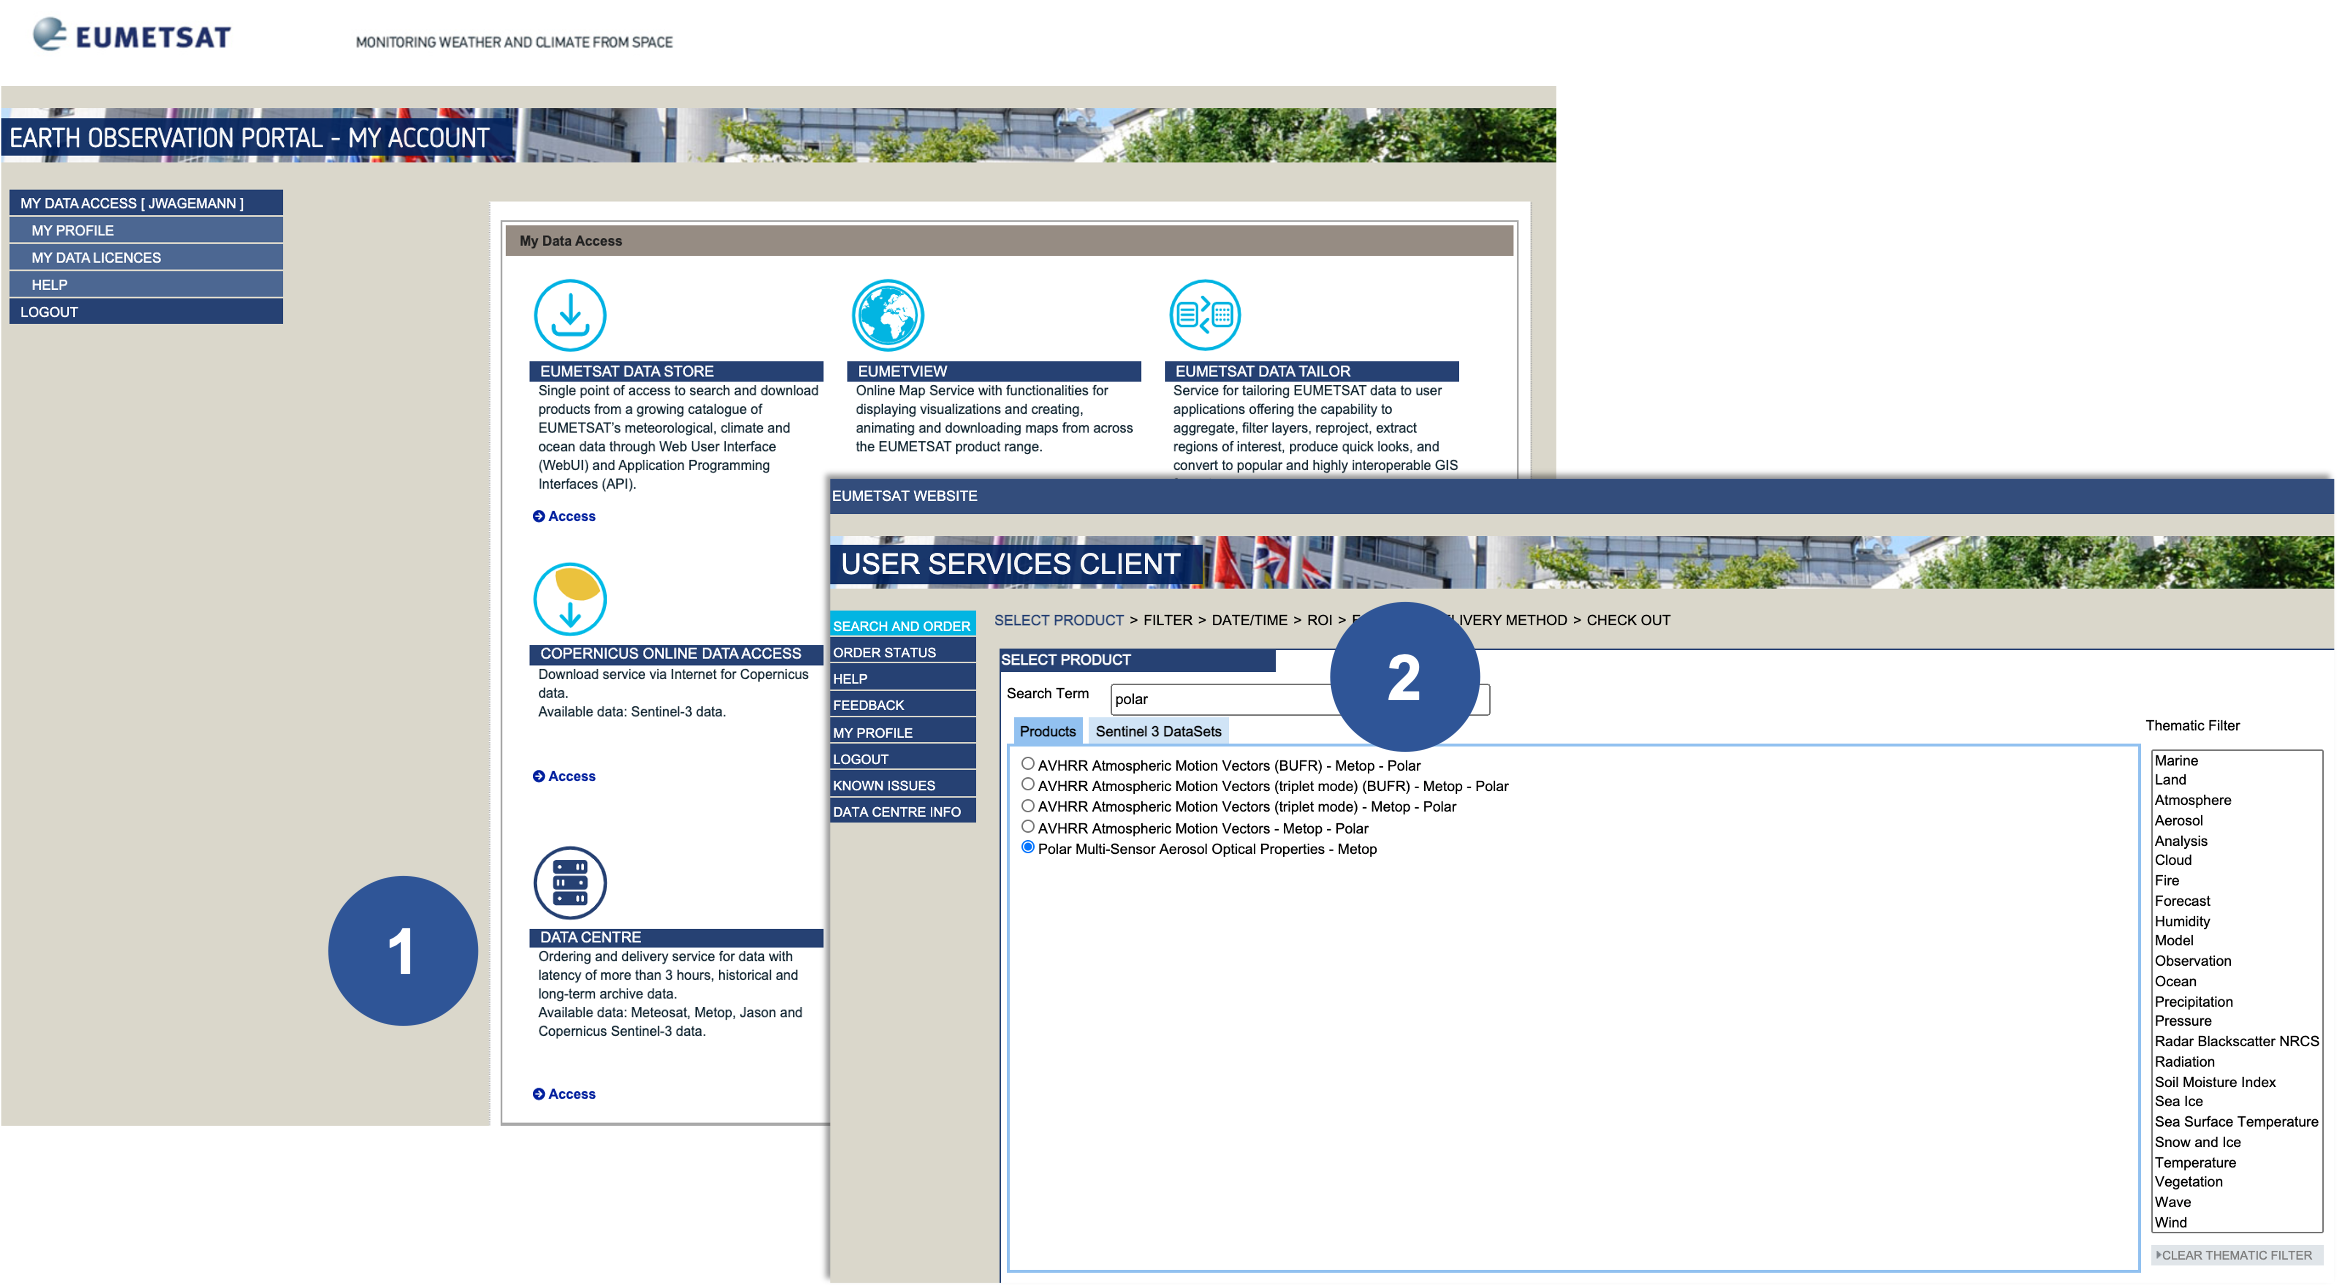 EUMETSAT
MONITORING WEATHER AND CLIMATE FROM SPACE
EARTH OBSERVATION PORTAL - MY ACCOUNT
MY DATA ACCESS [ JWAGEMANN ]
MY PROFILE
MY DATA LICENCES
HELP
LOGOUT
My Data Access
EUMETSAT DATA STORE
Single point of access to search and download
products from a growing catalogue of
EUMETSAT's meteorological, climate and
ocean data through Web User Interface
(WebUI) and Application Programming
Interfaces (API).
Access
EUMETVIEW
Online Map Service with functionalities for
displaying visualizations and creating,
animating and downloading maps from across
the EUMETSAT product range.
EUMETSAT DATA TAILOR
Service for tailoring EUMETSAT data to user
applications offering the capability to
aggregate, filter layers, reproject, extract
regions of interest, produce quick looks, and
convert to popular and highly interoperable GIS
COPERNICUS ONLINE DATA ACCESS
Download service via Internet for Copernicus
data.
Available data: Sentinel-3 data.
Access
1
DATA CENTRE
Ordering and delivery service for data with
latency of more than 3 hours, historical and
long-term archive data.
Available data: Meteosat, Metop, Jason and
Copernicus Sentinel-3 data.
Access
EUMETSAT WEBSITE
USER SERVICES CLIENT
SEARCH AND ORDER
ORDER STATUS
HELP
FEEDBACK
MY PROFILE
LOGOUT
KNOWN ISSUES
DATA CENTRE INFO
SELECT PRODUCT > FILTER > DATE/TIME > ROI > METHOD > CHECK OUT
2
SELECT PRODUCT
Search Term polar
Products Sentinel 3 DataSets
AVHRR Atmospheric Motion Vectors (BUFR) - Metop - Polar
AVHRR Atmospheric Motion Vectors (triplet mode) (BUFR) - Metop - Polar
AVHRR Atmospheric Motion Vectors (triplet mode) - Metop - Polar
AVHRR Atmospheric Motion Vectors - Metop - Polar
Polar Multi-Sensor Aerosol Optical Properties - Metop
Thematic Filter
Marine
Land
Atmosphere
Aerosol
Analysis
Cloud
Fire
Forecast
Humidity
Model
Observation
Ocean
Precipitation
Pressure
Radar Blackscatter NRCS
Radiation
Soil Moisture Index
Sea Ice
Sea Surface Temperature
Snow and Ice
Temperature
Vegetation
Wave
Wind
CLEAR THEMATIC FILTER